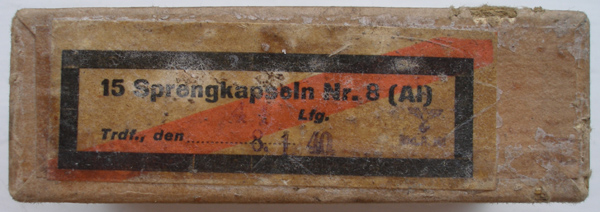 15 Sprengkapseln Nr. 8 (Al)
Lfg.
Trdf., den 8. 1. 40